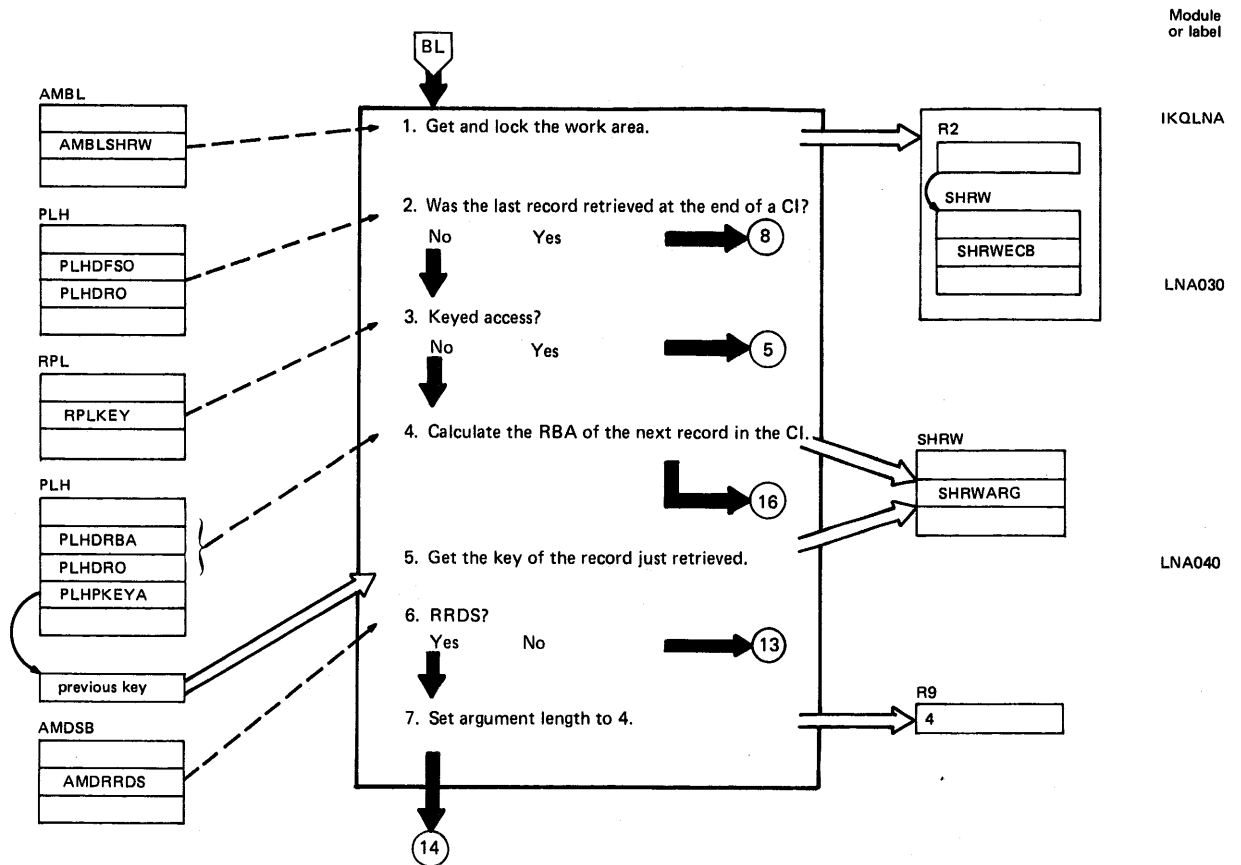 Module
or label
BL
AMBL
AMBLSHRW
PLH
PLHDFSO
PLHDRO
RPL
RPLKEY
PLH
PLHDRBA
PLHDRO
PLHPKEYA
previous key
AMDSB
AMDRRDS
1. Get and lock the work area.
2. Was the last record retrieved at the end of a CI?
No Yes 8
3. Keyed access?
No Yes 5
4. Calculate the RBA of the next record in the CI.
16
5. Get the key of the record just retrieved.
6. RRDS?
Yes No 13
7. Set argument length to 4.
14
R2
SHRW
SHRWECB
SHRW
SHRWARG
R9
4
IKQLNA
LNA030
LNA040